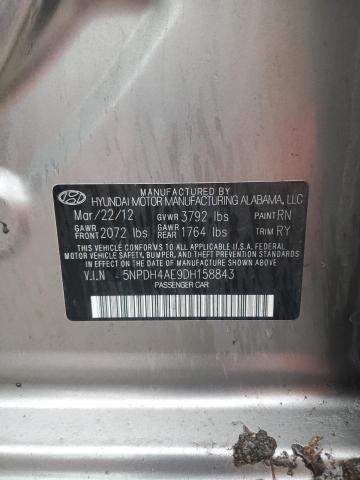 MANUFACTURED BY
HYUNDAI MOTOR MANUFACTURING ALABAMA, LLC
Mar/22/12 GVWR 3792 lbs PAINT RN
GAWR FRONT 2072 lbs GAWR REAR 1764 lbs TRIM RY
THIS VEHICLE CONFORMS TO ALL APPLICABLE U.S.A. FEDERAL
MOTOR VEHICLE SAFETY, BUMPER, AND THEFT PREVENTION
STANDARDS IN EFFECT ON THE DATE OF MANUFACTURE SHOWN ABOVE.
V.I.N - 5NPDH4AE9DH158843
PASSENGER CAR